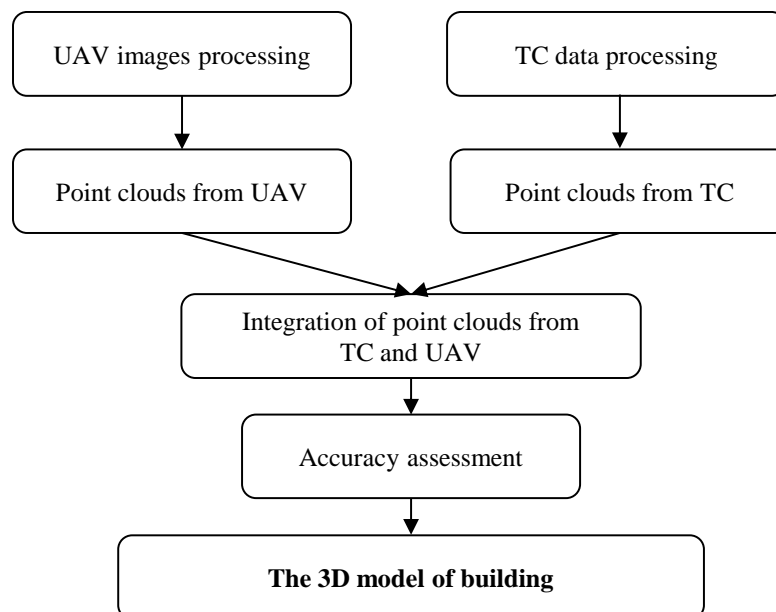 UAV images processing
TC data processing
Point clouds from UAV
Point clouds from TC
Integration of point clouds from
TC and UAV
Accuracy assessment
The 3D model of building